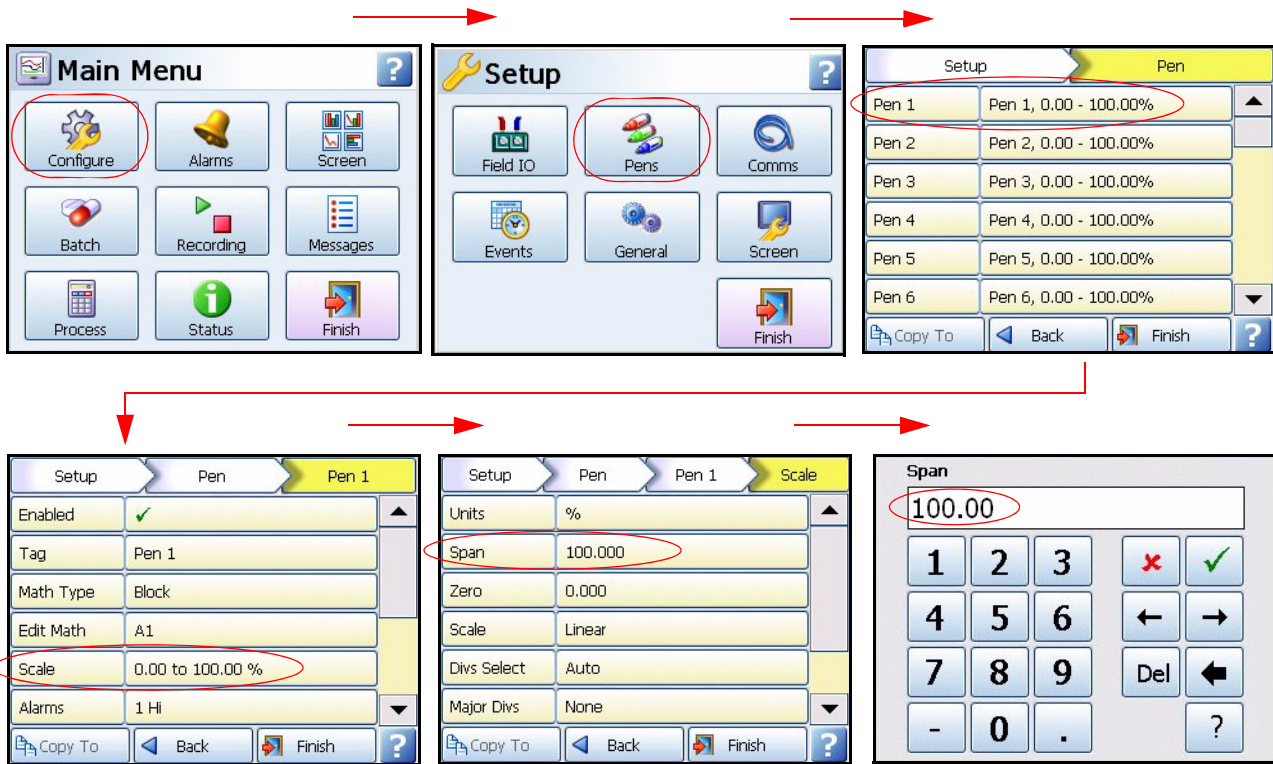 Main Menu ?
Configure Alarms Screen
Batch Recording Messages
Process Status Finish
Setup ?
Field IO Pens Comms
Events General Screen
Finish
Setup Pen
Pen 1 Pen 1, 0.00 - 100.00%
Pen 2 Pen 2, 0.00 - 100.00%
Pen 3 Pen 3, 0.00 - 100.00%
Pen 4 Pen 4, 0.00 - 100.00%
Pen 5 Pen 5, 0.00 - 100.00%
Pen 6 Pen 6, 0.00 - 100.00%
Copy To Back Finish ?
Setup Pen Pen 1
Enabled ✓
Tag Pen 1
Math Type Block
Edit Math A1
Scale 0.00 to 100.00 %
Alarms 1 Hi
Copy To Back Finish ?
Setup Pen Pen 1 Scale
Units %
Span 100.000
Zero 0.000
Scale Linear
Divs Select Auto
Major Divs None
Copy To Back Finish ?
Span
100.00
1 2 3
4 5 6
7 8 9 Del
- 0 . ?